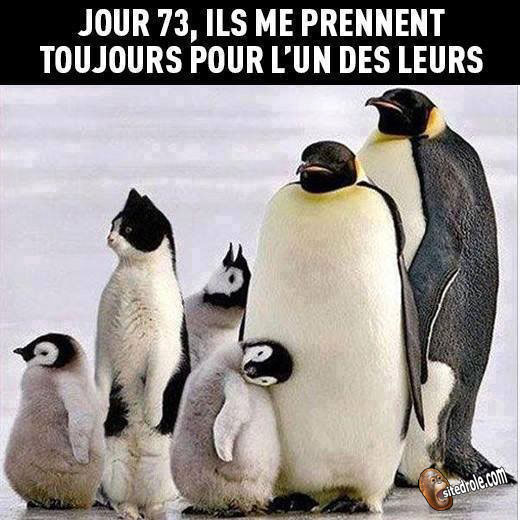 JOUR 73, ILS ME PRENNENT
TOUJOURS POUR L'UN DES LEURS
sitedrole.com